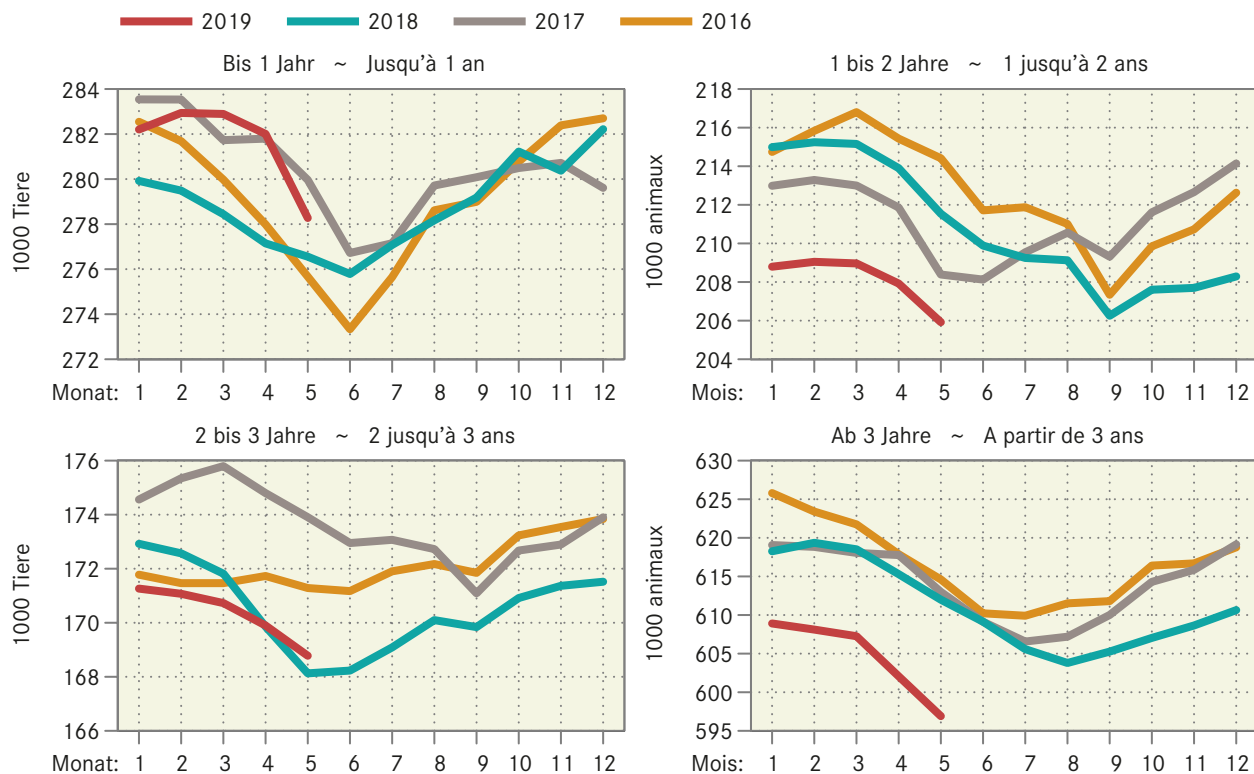 2019 2018 2017 2016
Bis 1 Jahr ~ Jusqu'à 1 an
1000 Tiere
284
282
280
278
276
274
272
Monat: 1 2 3 4 5 6 7 8 9 10 11 12
1 bis 2 Jahre ~ 1 jusqu'à 2 ans
1000 animaux
218
216
214
212
210
208
206
204
Mois: 1 2 3 4 5 6 7 8 9 10 11 12
2 bis 3 Jahre ~ 2 jusqu'à 3 ans
1000 Tiere
176
174
172
170
168
166
Monat: 1 2 3 4 5 6 7 8 9 10 11 12
Ab 3 Jahre ~ A partir de 3 ans
1000 animaux
630
625
620
615
610
605
600
595
Mois: 1 2 3 4 5 6 7 8 9 10 11 12